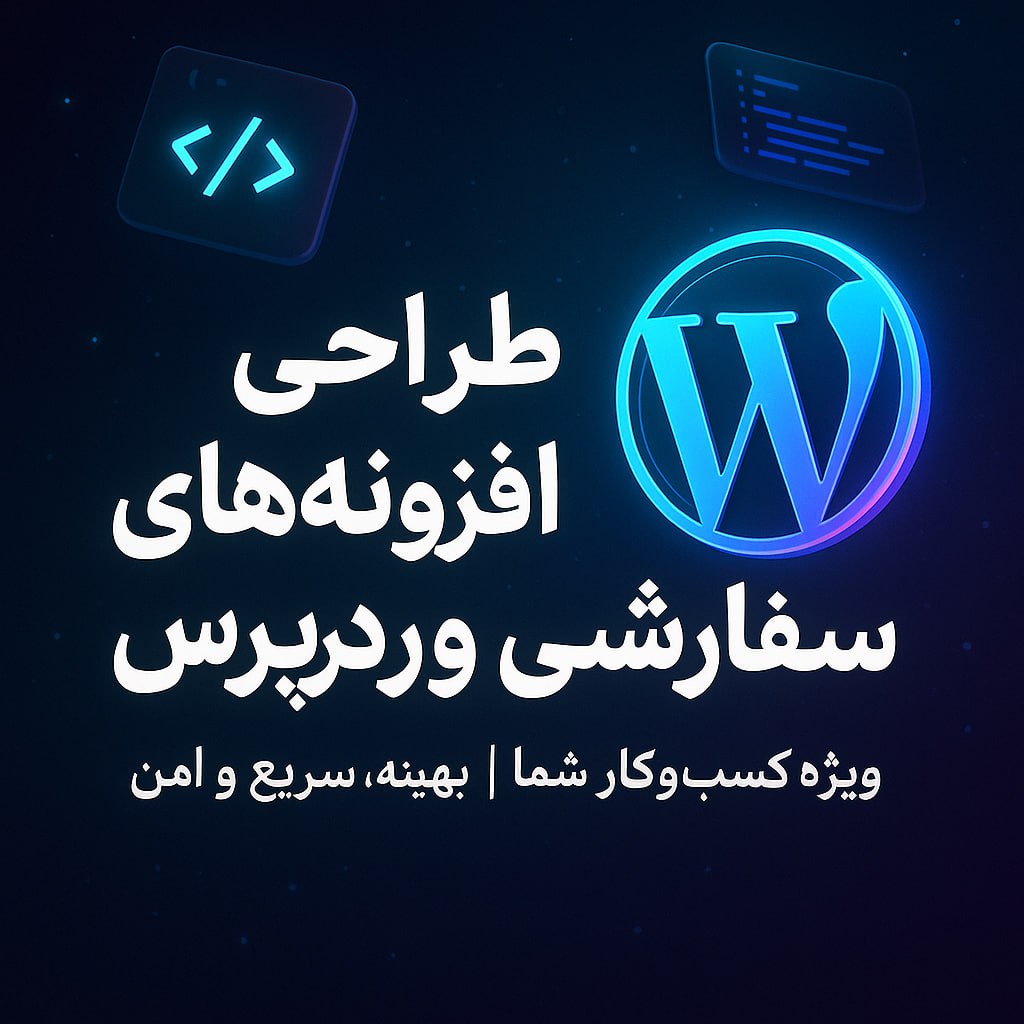 </>
طراحی
افزونه‌های
سفارشی وردپرس
ویژه کسب‌وکار شما | بهینه، سریع و امن